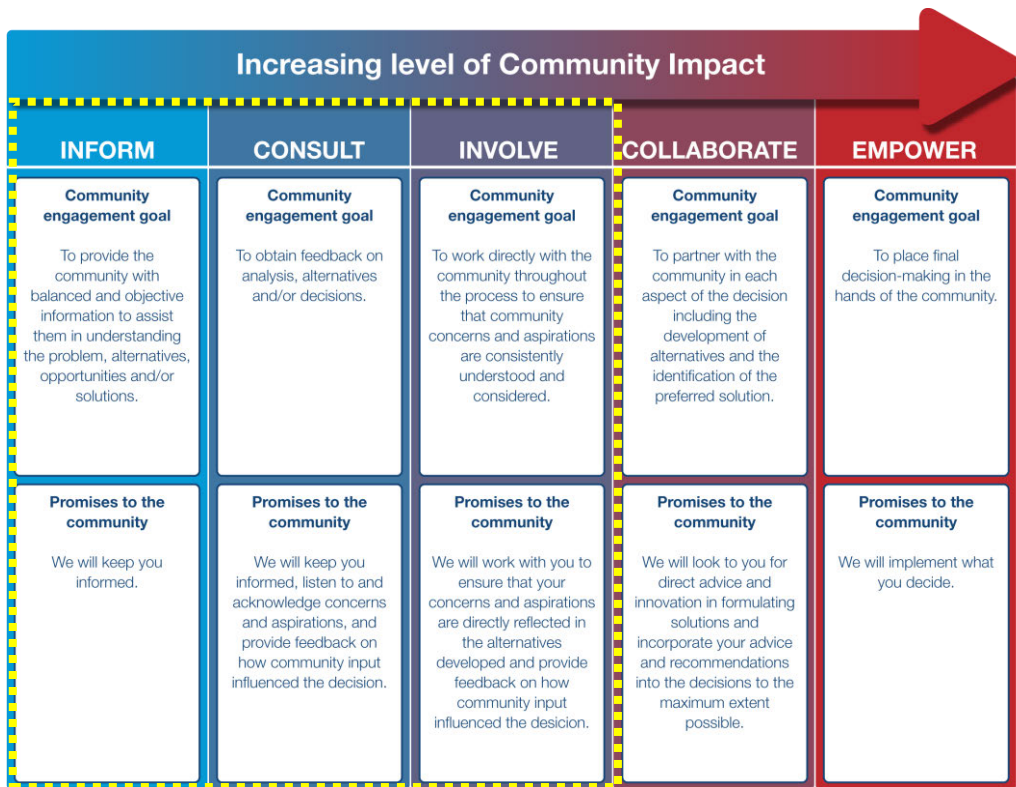 Increasing level of Community Impact
INFORM
CONSULT
INVOLVE
COLLABORATE
EMPOWER
Community
engagement goal
To provide the
community with
balanced and objective
information to assist
them in understanding
the problem, alternatives,
opportunities and/or
solutions.
Community
engagement goal
To obtain feedback on
analysis, alternatives
and/or decisions.
Community
engagement goal
To work directly with the
community throughout
the process to ensure
that community
concerns and aspirations
are consistently
understood and
considered.
Community
engagement goal
To partner with the
community in each
aspect of the decision
including the
development of
alternatives and the
identification of the
preferred solution.
Community
engagement goal
To place final
decision-making in the
hands of the community.
Promises to the
community
We will keep you
informed.
Promises to the
community
We will keep you
informed, listen to and
acknowledge concerns
and aspirations, and
provide feedback on
how community input
influenced the decision.
Promises to the
community
We will work with you to
ensure that your
concerns and aspirations
are directly reflected in
the alternatives
developed and provide
feedback on how
community input
influenced the desicion.
Promises to the
community
We will look to you for
direct advice and
innovation in formulating
solutions and
incorporate your advice
and recommendations
into the decisions to the
maximum extent
possible.
Promises to the
community
We will implement what
you decide.